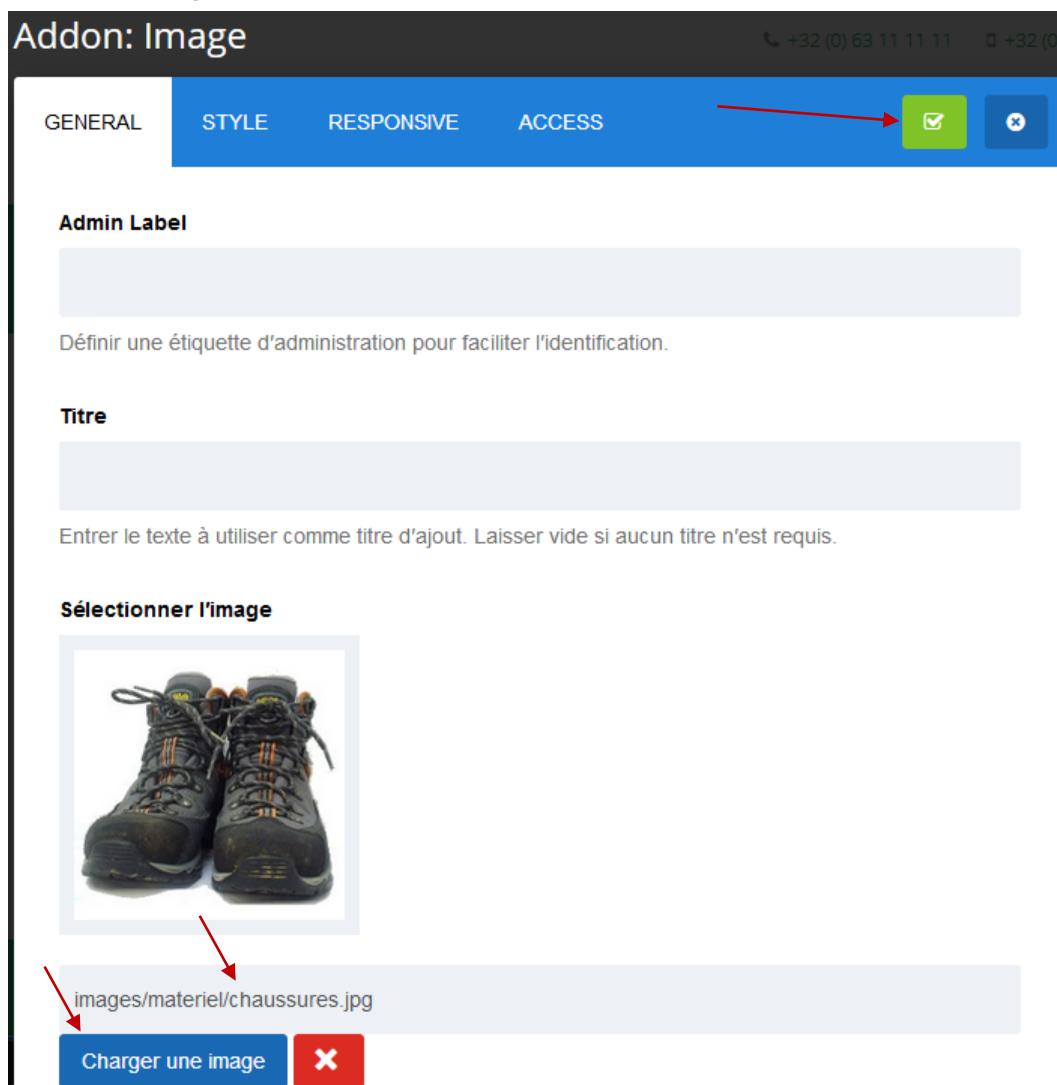 Addon: Image
+32 (0) 63 11 11 11 +32 (0
GENERAL STYLE RESPONSIVE ACCESS
Admin Label
Définir une étiquette d'administration pour faciliter l'identification.
Titre
Entrer le texte à utiliser comme titre d'ajout. Laisser vide si aucun titre n'est requis.
Sélectionner l'image
images/materiel/chaussures.jpg
Charger une image